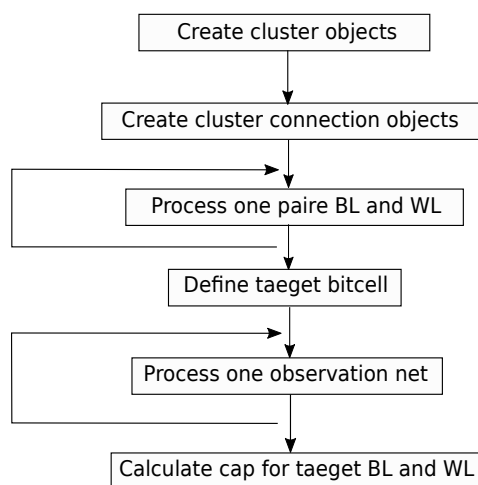 Create cluster objects
Create cluster connection objects
Process one paire BL and WL
Define taeget bitcell
Process one observation net
Calculate cap for taeget BL and WL